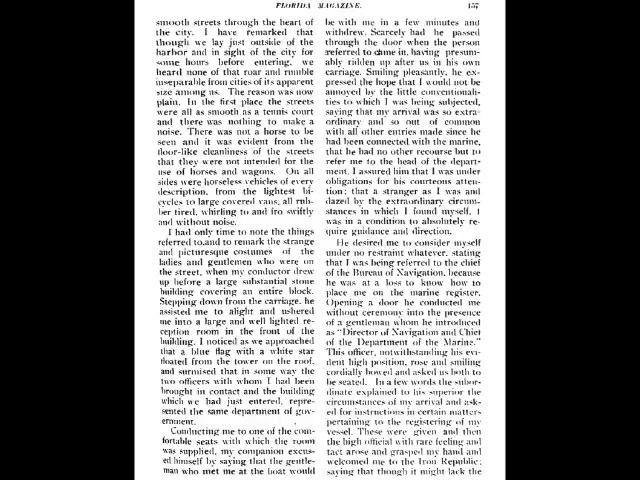 FLORIDA MAGAZINE.
157
smooth streets through the heart of
the city. I have remarked that
though we lay just outside of the
harbor and in sight of the city for
some hours before entering, we
heard none of that roar and rumble
inseparable from cities of its apparent
size among us. The reason was now
plain. In the first place the streets
were all as smooth as a tennis court
and there was nothing to make a
noise. There was not a horse to be
seen and it was evident from the
floor-like cleanliness of the streets
that they were not intended for the
use of horses and wagons. On all
sides were horseless vehicles of every
description, from the lightest bi-
cycles to large covered vans, all rub-
ber tired, whirling to and fro swiftly
and without noise.
I had only time to note the things
referred to,and to remark the strange
and picturesque costumes of the
ladies and gentlemen who were on
the street, when my conductor drew
up before a large substantial stone
building covering an entire block.
Stepping down from the carriage, he
assisted me to alight and ushered
me into a large and well lighted re-
ception room in the front of the
building. I noticed as we approached
that a blue flag with a white star
floated from the tower on the roof,
and surmised that in some way the
two officers with whom I had been
brought in contact and the building
which we had just entered, repre-
sented the same department of gov-
ernment.
Conducting me to one of the com-
fortable seats with which the room
was supplied, my companion excus-
ed himself by saying that the gentle-
man who met me at the boat would
be with me in a few minutes and
withdrew. Scarcely had he passed
through the door when the person
referred to came in, having presum-
ably ridden up after us in his own
carriage. Smiling pleasantly, he ex-
pressed the hope that I would not be
annoyed by the little conventionali-
ties to which I was being subjected,
saying that my arrival was so extra-
ordinary and so out of common
with all other entries made since he
had been connected with the marine,
that he had no other recourse but to
refer me to the head of the depart-
ment. I assured him that I was under
obligations for his courteous atten-
tion; that a stranger as I was and
dazed by the extraordinary circum-
stances in which I found myself, I
was in a condition to absolutely re-
quire guidance and direction.
He desired me to consider myself
under no restraint whatever, stating
that I was being referred to the chief
of the Bureau of Navigation, because
he was at a loss to know how to
place me on the marine register.
Opening a door he conducted me
without ceremony into the presence
of a gentleman whom he introduced
as "Director of Navigation and Chief
of the Department of the Marine."
This officer, notwithstanding his evi-
dent high position, rose and smiling
cordially bowed and asked us both to
be seated. In a few words the subor-
dinate explained to his superior the
circumstances of my arrival and ask-
ed for instructions in certain matters
pertaining to the registering of my
vessel. These were given and then
the high official with rare feeling and
tact arose and grasped my hand and
welcomed me to the Iron Republic;
saying that though it might lack the